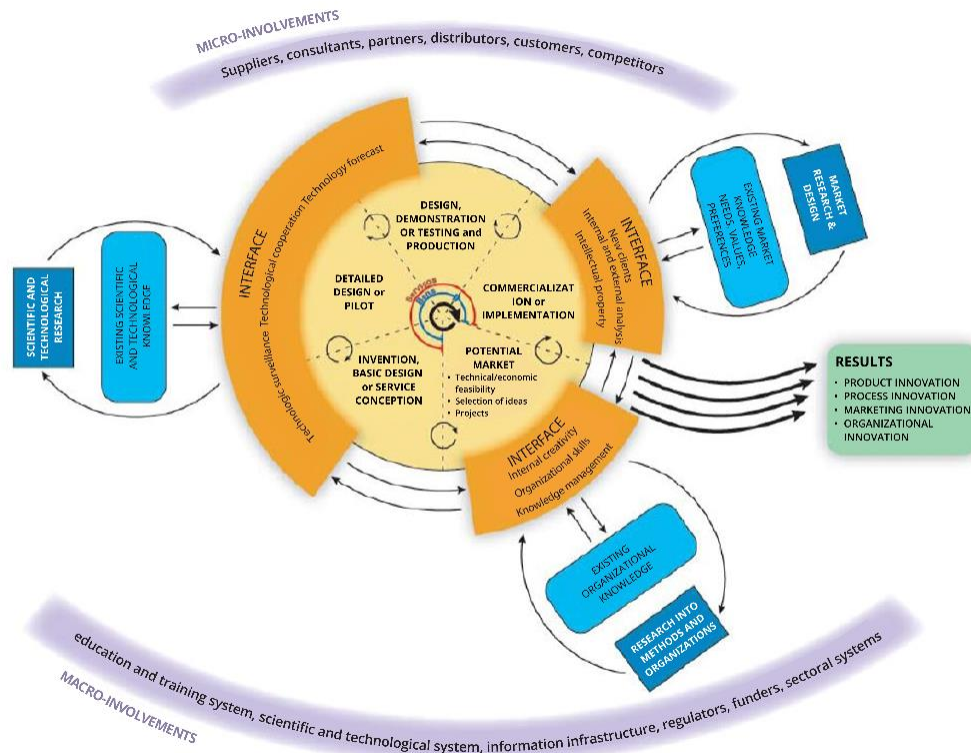 MICRO-INVOLVEMENTS
Suppliers, consultants, partners, distributors, customers, competitors
INTERFACE
Technologic surveillance Technological cooperation Technology forecast
SCIENTIFIC AND
TECHNOLOGICAL
RESEARCH
EXISTING SCIENTIFIC
AND TECHNOLOGICAL
KNOWLEDGE
DESIGN,
DEMONSTRATION
OR TESTING and
PRODUCTION
DETAILED
DESIGN or
PILOT
COMMERCIALIZAT
ION or
IMPLEMENTATION
INVENTION,
BASIC DESIGN
or SERVICE
CONCEPTION
POTENTIAL
MARKET
• Technical/economic
feasibility
• Selection of ideas
• Projects
INTERFACE
New clients
Internal and external analysis
Intellectual property
EXISTING MARKET
KNOWLEDGE
NEEDS, VALUES,
PREFERENCES
MARKET
RESEARCH &
DESIGN
INTERFACE
Internal creativity
Organizational skills
Knowledge management
EXISTING
ORGANIZATIONAL
KNOWLEDGE
RESEARCH INTO
METHODS AND
ORGANIZATIONS
RESULTS
• PRODUCT INNOVATION
• PROCESS INNOVATION
• MARKETING INNOVATION
• ORGANIZATIONAL
INNOVATION
education and training system, scientific and technological system, information infrastructure, regulators, funders, sectoral systems
MACRO-INVOLVEMENTS